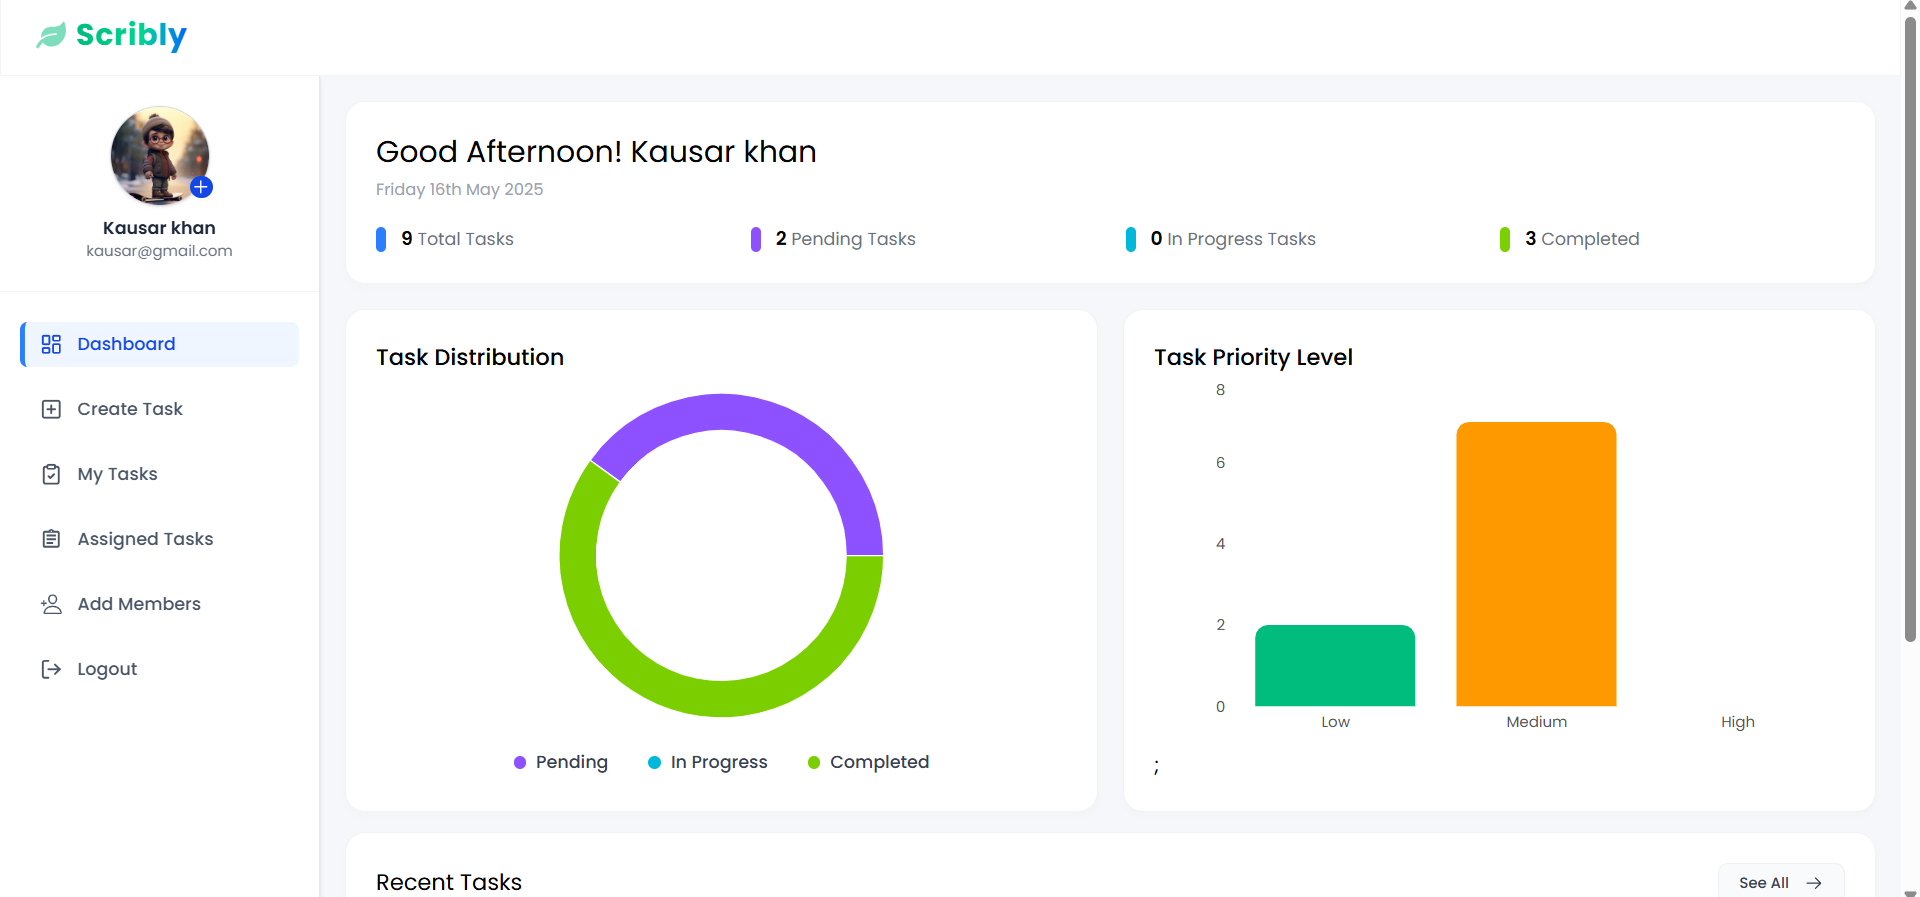 Scribly
Kausar khan
kausar@gmail.com
Dashboard
Create Task
My Tasks
Assigned Tasks
Add Members
Logout
Good Afternoon! Kausar khan
Friday 16th May 2025
9 Total Tasks
2 Pending Tasks
0 In Progress Tasks
3 Completed
Task Distribution
Pending
In Progress
Completed
Task Priority Level
8
6
4
2
0
Low
Medium
High
;
Recent Tasks
See All